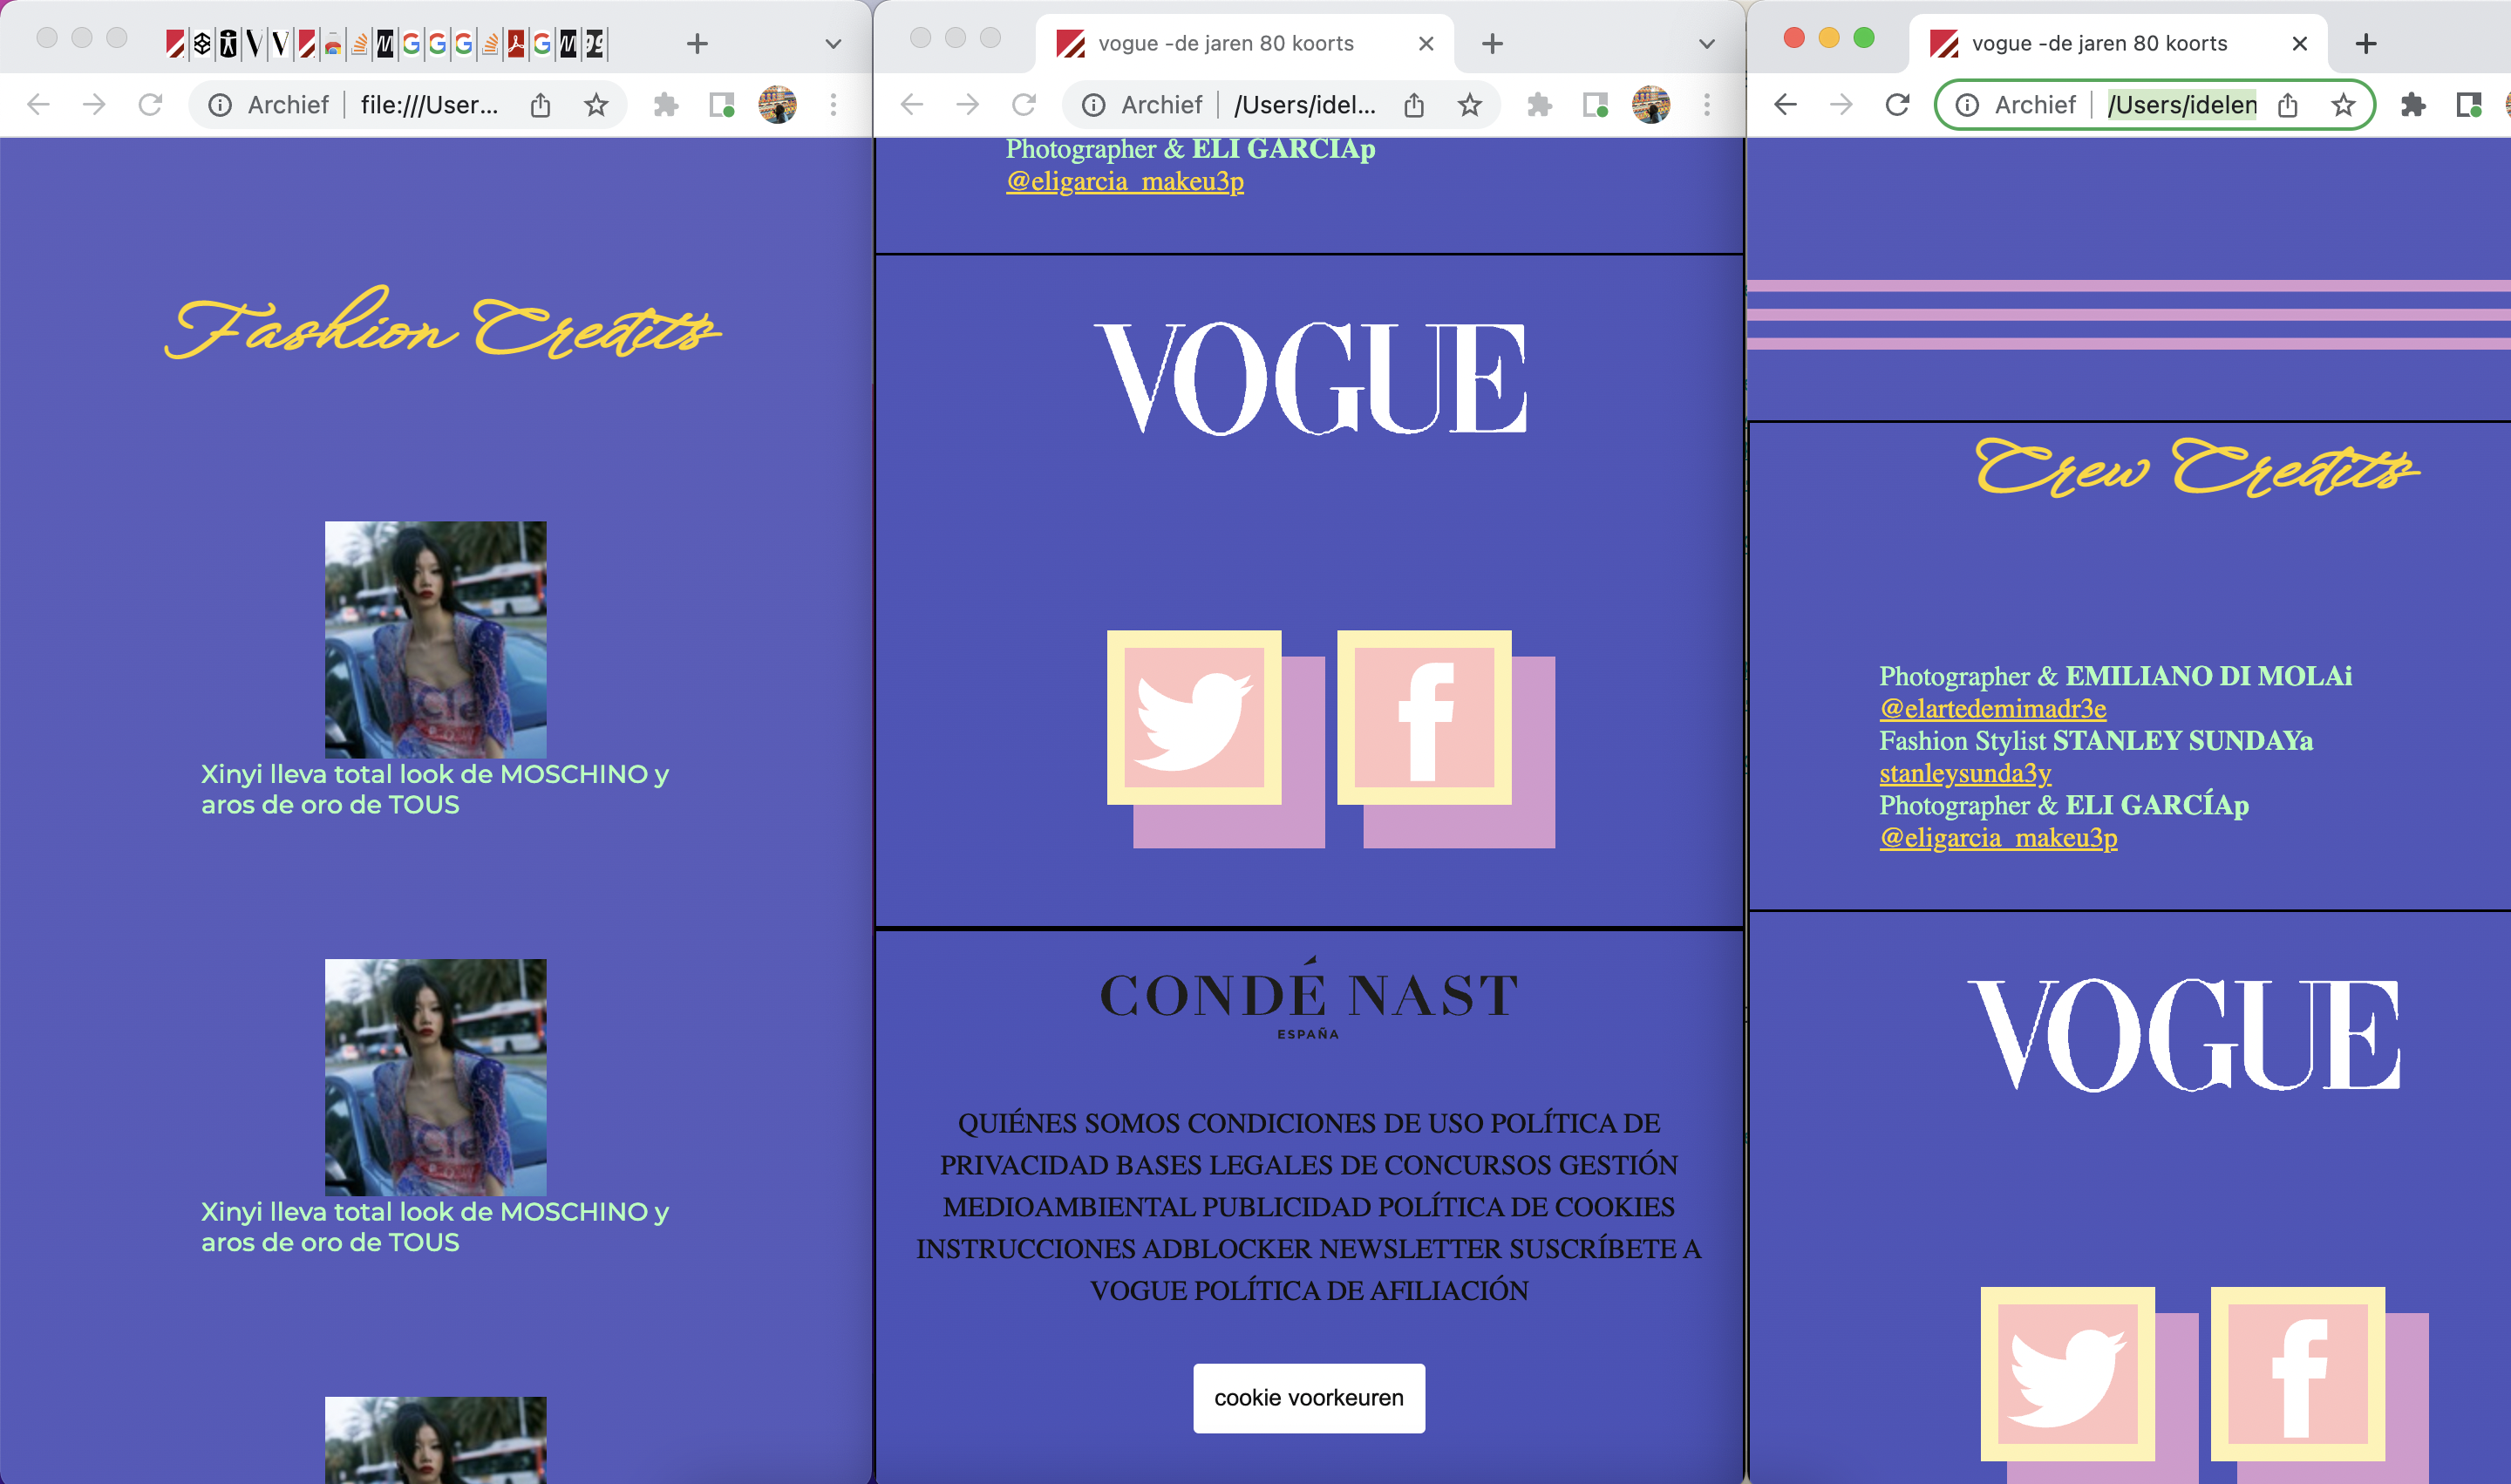 Archief
file:///User...
Fashion Credits
Xinyi lleva total look de MOSCHINO y
aros de oro de TOUS
Xinyi lleva total look de MOSCHINO y
aros de oro de TOUS
vogue -de jaren 80 koorts
Archief
/Users/idel...
Photographer & ELI GARCÍAp
@eligarcia_makeu3p
VOGUE
CONDÉ NAST
ESPAÑA
QUIÉNES SOMOS CONDICIONES DE USO POLÍTICA DE
PRIVACIDAD BASES LEGALES DE CONCURSOS GESTIÓN
MEDIOAMBIENTAL PUBLICIDAD POLÍTICA DE COOKIES
INSTRUCCIONES ADBLOCKER NEWSLETTER SUSCRÍBETE A
VOGUE POLÍTICA DE AFILIACIÓN
cookie voorkeuren
vogue -de jaren 80 koorts
Archief
/Users/idelen
Crew Credits
Photographer & EMILIANO DI MOLAi
@elartedemimadr3e
Fashion Stylist STANLEY SUNDAYa
stanleysunda3y
Photographer & ELI GARCÍAp
@eligarcia_makeu3p
VOGUE